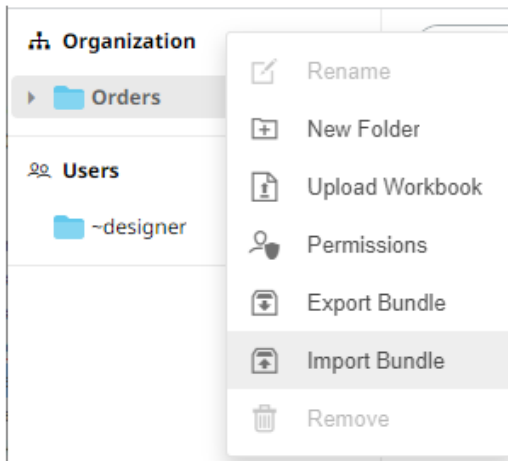 Organization
Orders
Users
~designer
Rename
New Folder
Upload Workbook
Permissions
Export Bundle
Import Bundle
Remove